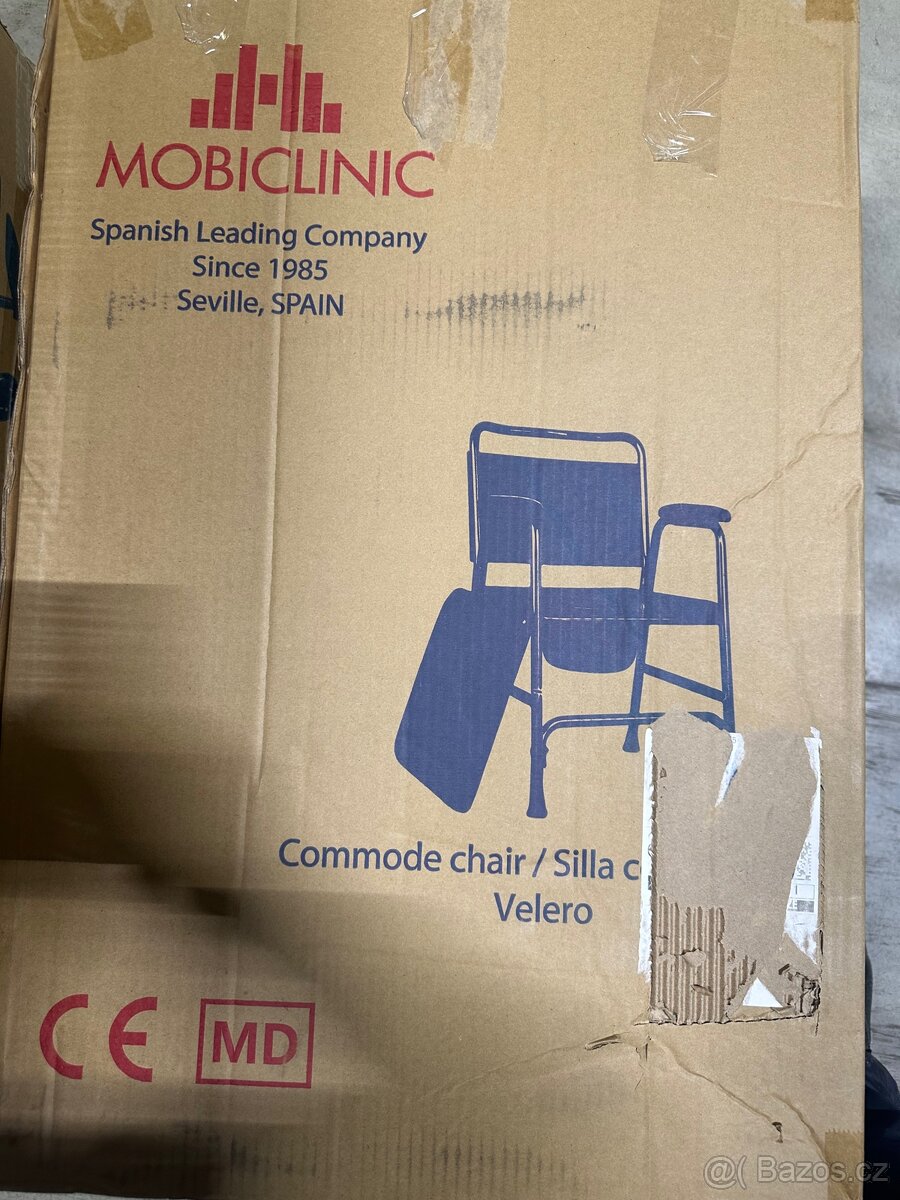 MOBICLINIC
Spanish Leading Company
Since 1985
Seville, SPAIN
Commode chair / Silla c
Velero
CE
MD
@( Bazos.cz